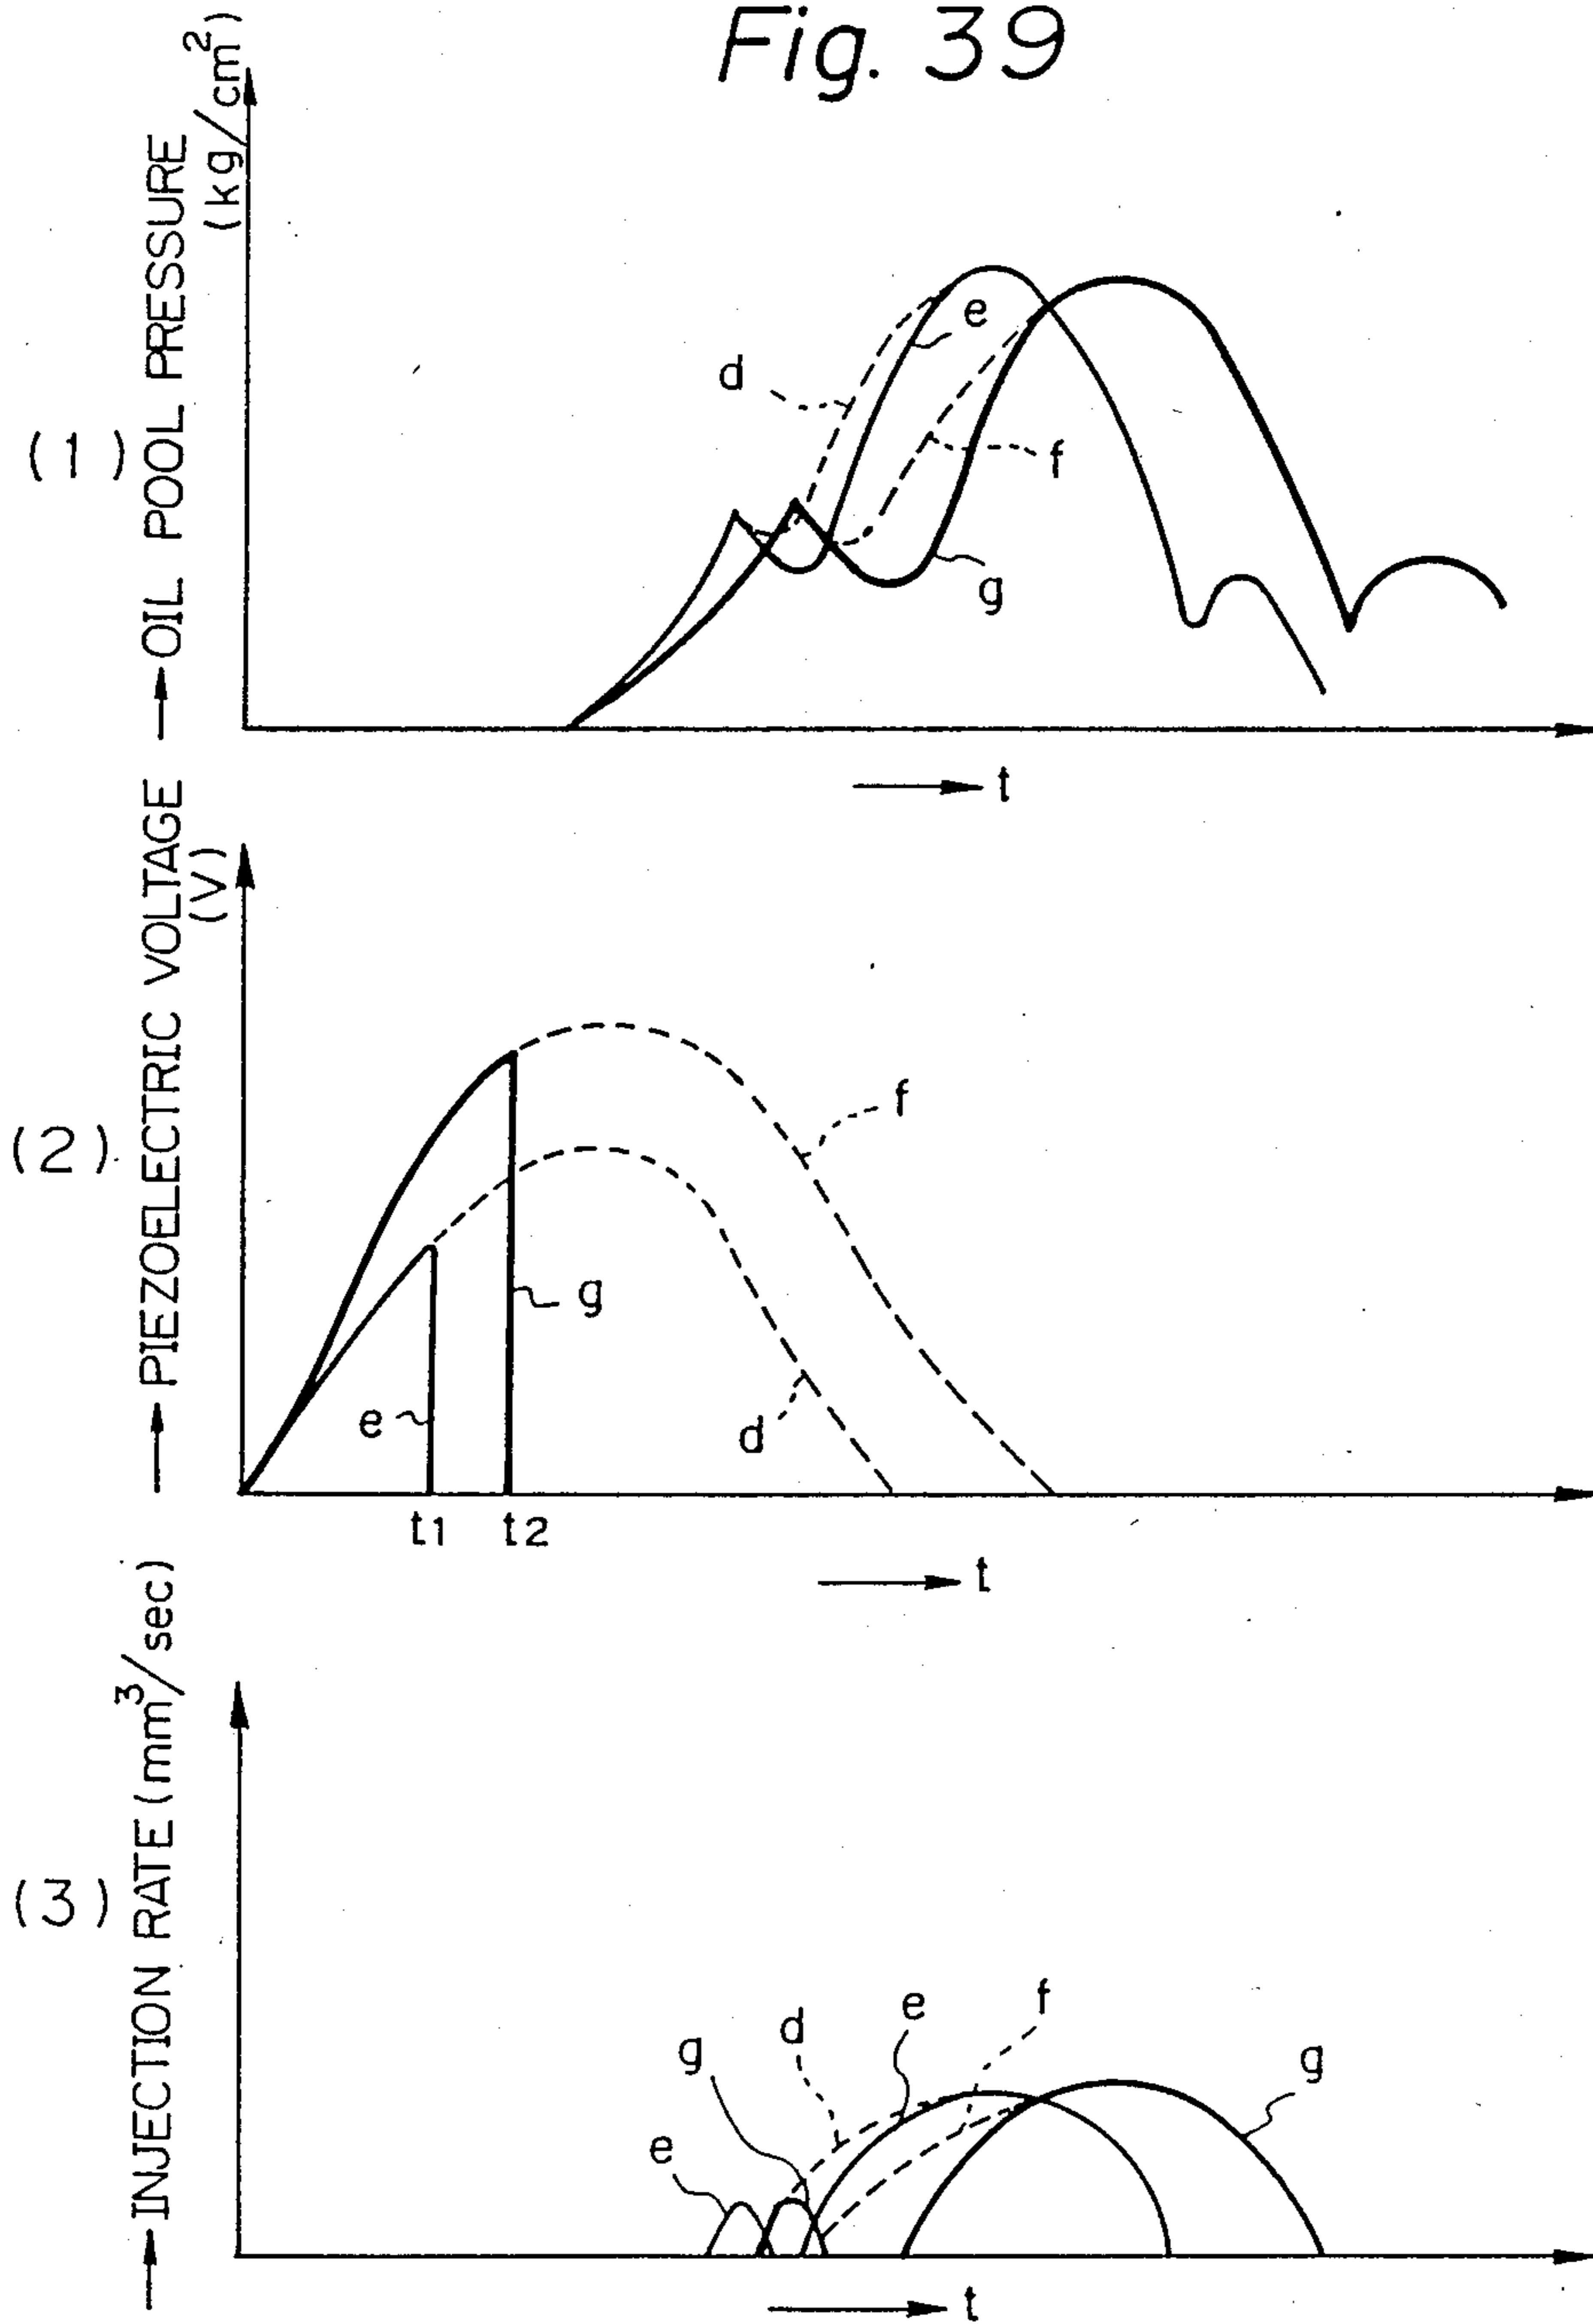 Fig. 39
(1)
OIL POOL PRESSURE
(kg/cm²)
d
e
f
g
t
(2)
PIEZOELECTRIC VOLTAGE
(V)
f
g
e
d
t1
t2
t
(3)
INJECTION RATE (mm³/sec)
e
g
d
e
f
g
t